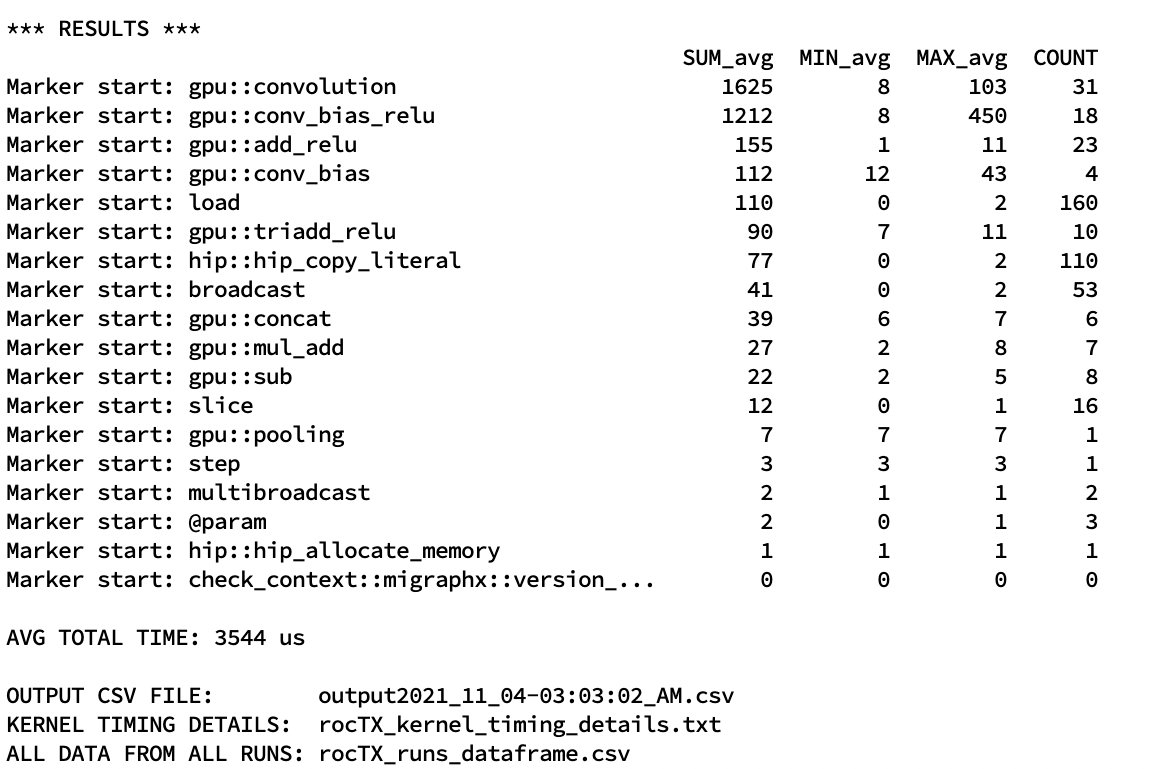 *** RESULTS ***
SUM_avg MIN_avg MAX_avg COUNT
Marker start: gpu::convolution 1625 8 103 31
Marker start: gpu::conv_bias_relu 1212 8 450 18
Marker start: gpu::add_relu 155 1 11 23
Marker start: gpu::conv_bias 112 12 43 4
Marker start: load 110 0 2 160
Marker start: gpu::triadd_relu 90 7 11 10
Marker start: hip::hip_copy_literal 77 0 2 110
Marker start: broadcast 41 0 2 53
Marker start: gpu::concat 39 6 7 6
Marker start: gpu::mul_add 27 2 8 7
Marker start: gpu::sub 22 2 5 8
Marker start: slice 12 0 1 16
Marker start: gpu::pooling 7 7 7 1
Marker start: step 3 3 3 1
Marker start: multibroadcast 2 1 1 2
Marker start: @param 2 0 1 3
Marker start: hip::hip_allocate_memory 1 1 1 1
Marker start: check_context::migraphx::version_... 0 0 0 0
AVG TOTAL TIME: 3544 us
OUTPUT CSV FILE: output2021_11_04-03:03:02_AM.csv
KERNEL TIMING DETAILS: rocTX_kernel_timing_details.txt
ALL DATA FROM ALL RUNS: rocTX_runs_dataframe.csv